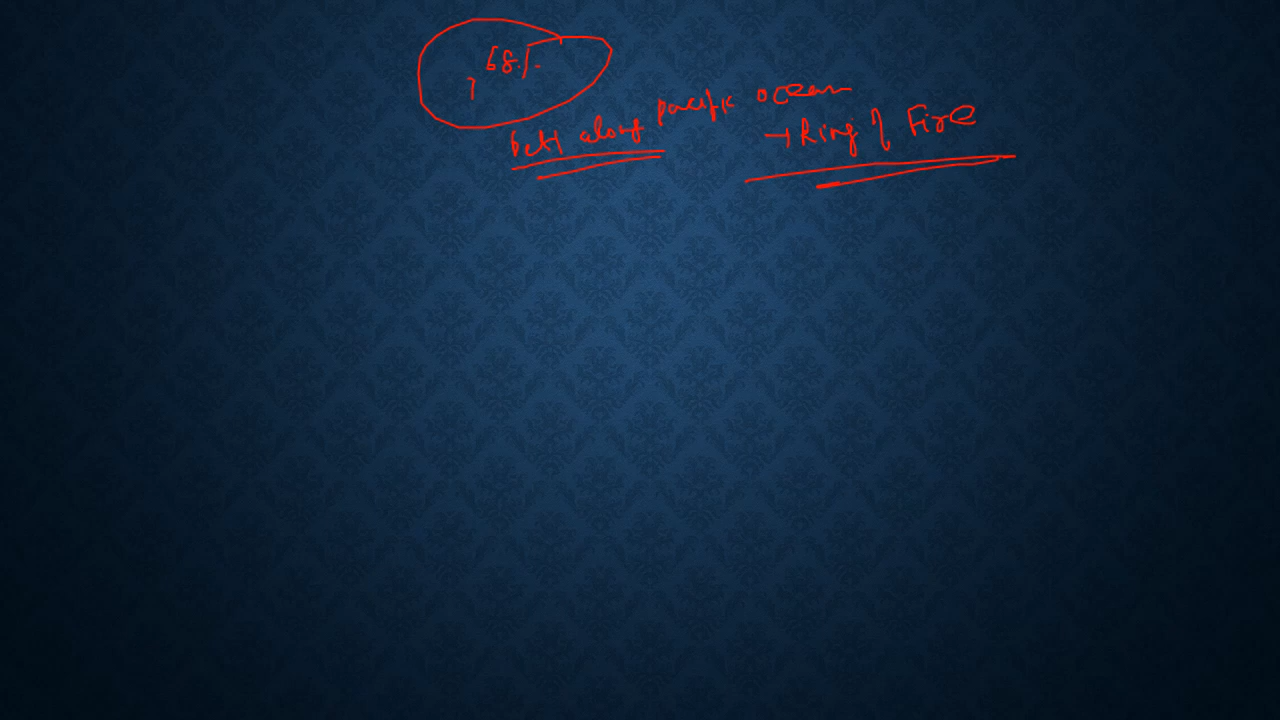 68%
belt along pacific ocean
→ Ring of Fire